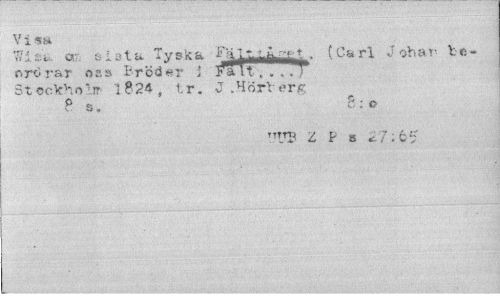 Visa
Wisa om sista Tyska Fälttåget. (Carl Johan be-
ordrar oss Bröder i Fält....)
Stockholm 1824, tr. J.Hörberg
8 s. 8:o
UUB Z P s 27:65